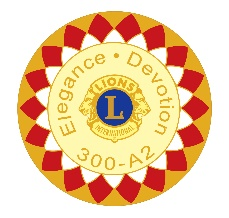 Elegance • Devotion
LIONS
L
INTERNATIONAL
300-A2